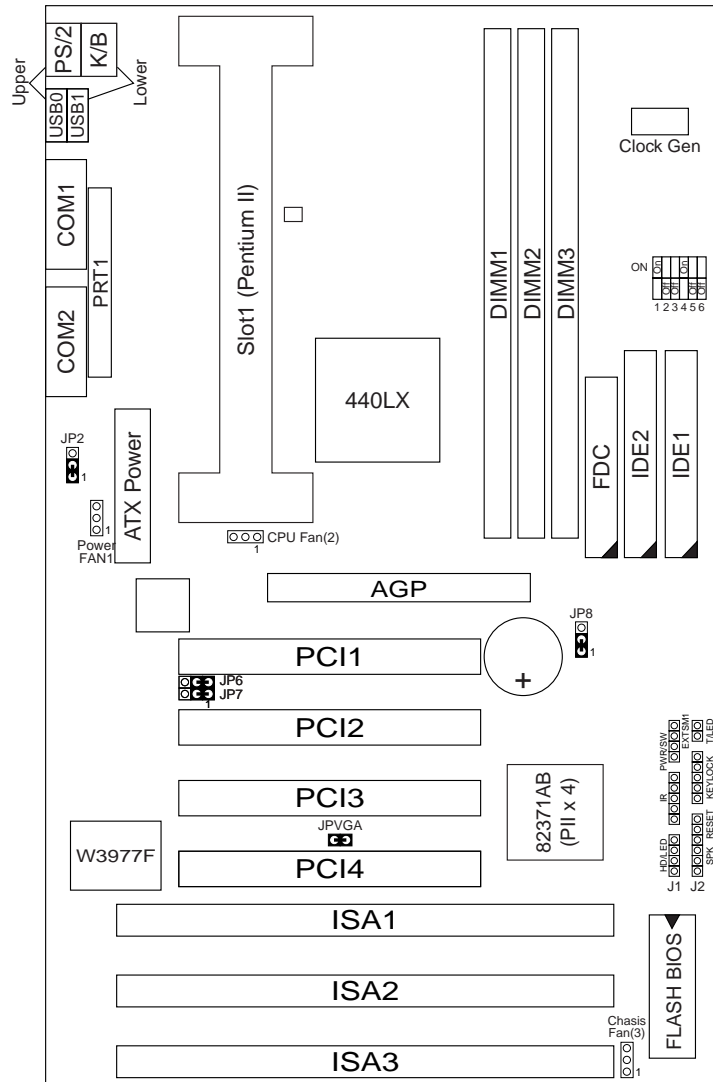 Upper
PS/2
K/B
Lower
USB0
USB1
Clock Gen
COM1
PRT1
COM2
Slot1 (Pentium II)
DIMM1
DIMM2
DIMM3
ON
On
On
Off
Off
Off
Off
1 2 3 4 5 6
440LX
FDC
IDE2
IDE1
JP2
1
ATX Power
Power
FAN1
1
CPU Fan(2)
1
AGP
JP8
1
PCI1
+
JP6
JP7
1
PCI2
PCI3
JPVGA
PCI4
W3977F
82371AB
(PII x 4)
PWR/SW
EXTSM1
T/LED
IR
KEYLOCK
HD/LED
RESET
SPK
J1
J2
ISA1
ISA2
ISA3
FLASH BIOS
Chasis
Fan(3)
1